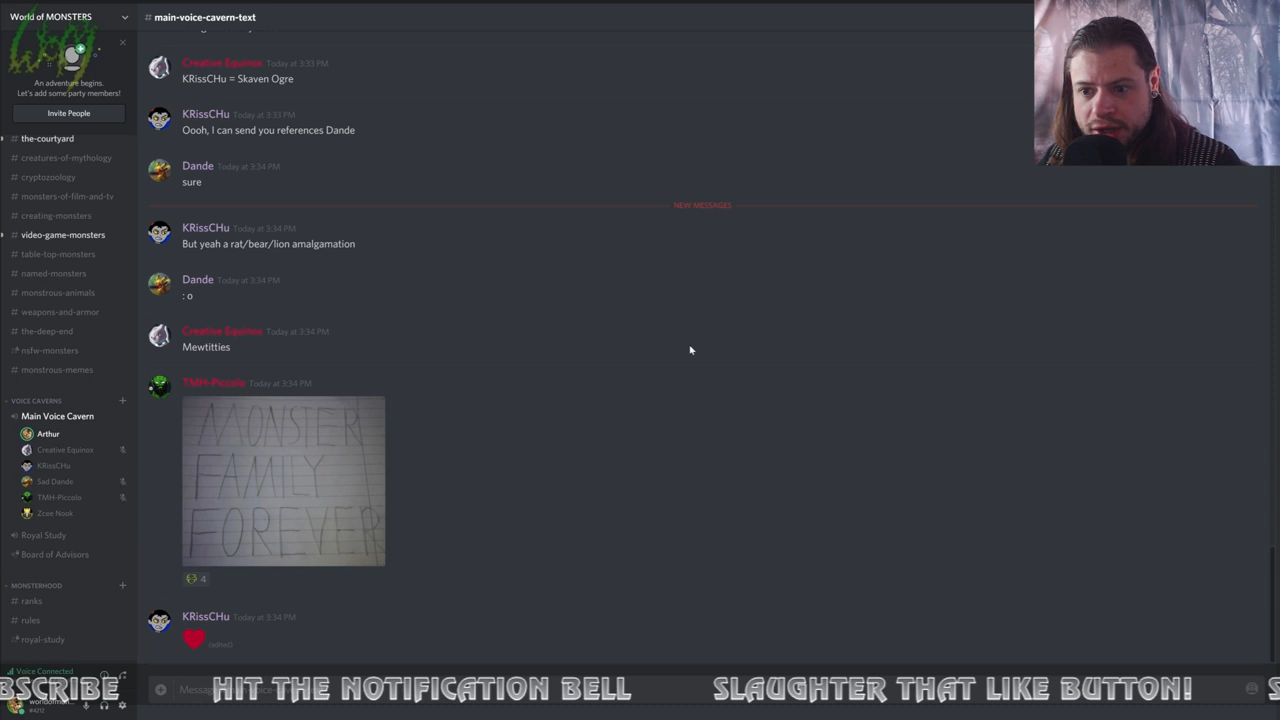 World of MONSTERS
# main-voice-cavern-text
An adventure begins.
Let's add some party members!
Invite People
# the-courtyard
# creatures-of-mythology
# cryptozoology
# monsters-of-film-and-tv
# creating-monsters
# video-game-monsters
# table-top-monsters
# named-monsters
# monstrous-animals
# weapons-and-armor
# the-deep-end
nsfw-monsters
# monstrous-memes
VOICE CAVERNS
Main Voice Cavern
Arthur
Creative Equinox
KRissCHu
Sad Dande
TMH-Piccolo
Zcee Nook
Royal Study
Board of Advisors
MONSTERHOOD
# ranks
# rules
royal-study
Voice Connected
#4212
Creative Equinox Today at 3:33 PM
KRissCHu = Skaven Ogre
KRissCHu Today at 3:33 PM
Oooh, I can send you references Dande
Dande Today at 3:34 PM
sure
NEW MESSAGES
KRissCHu Today at 3:34 PM
But yeah a rat/bear/lion amalgamation
Dande Today at 3:34 PM
: o
Creative Equinox Today at 3:34 PM
Mewtitties
TMH-Piccolo Today at 3:34 PM
MONSTER
FAMILY
FOREVER
4
KRissCHu Today at 3:34 PM
(edited)
BSCRIBE HIT THE NOTIFICATION BELL SLAUGHTER THAT LIKE BUTTON! S